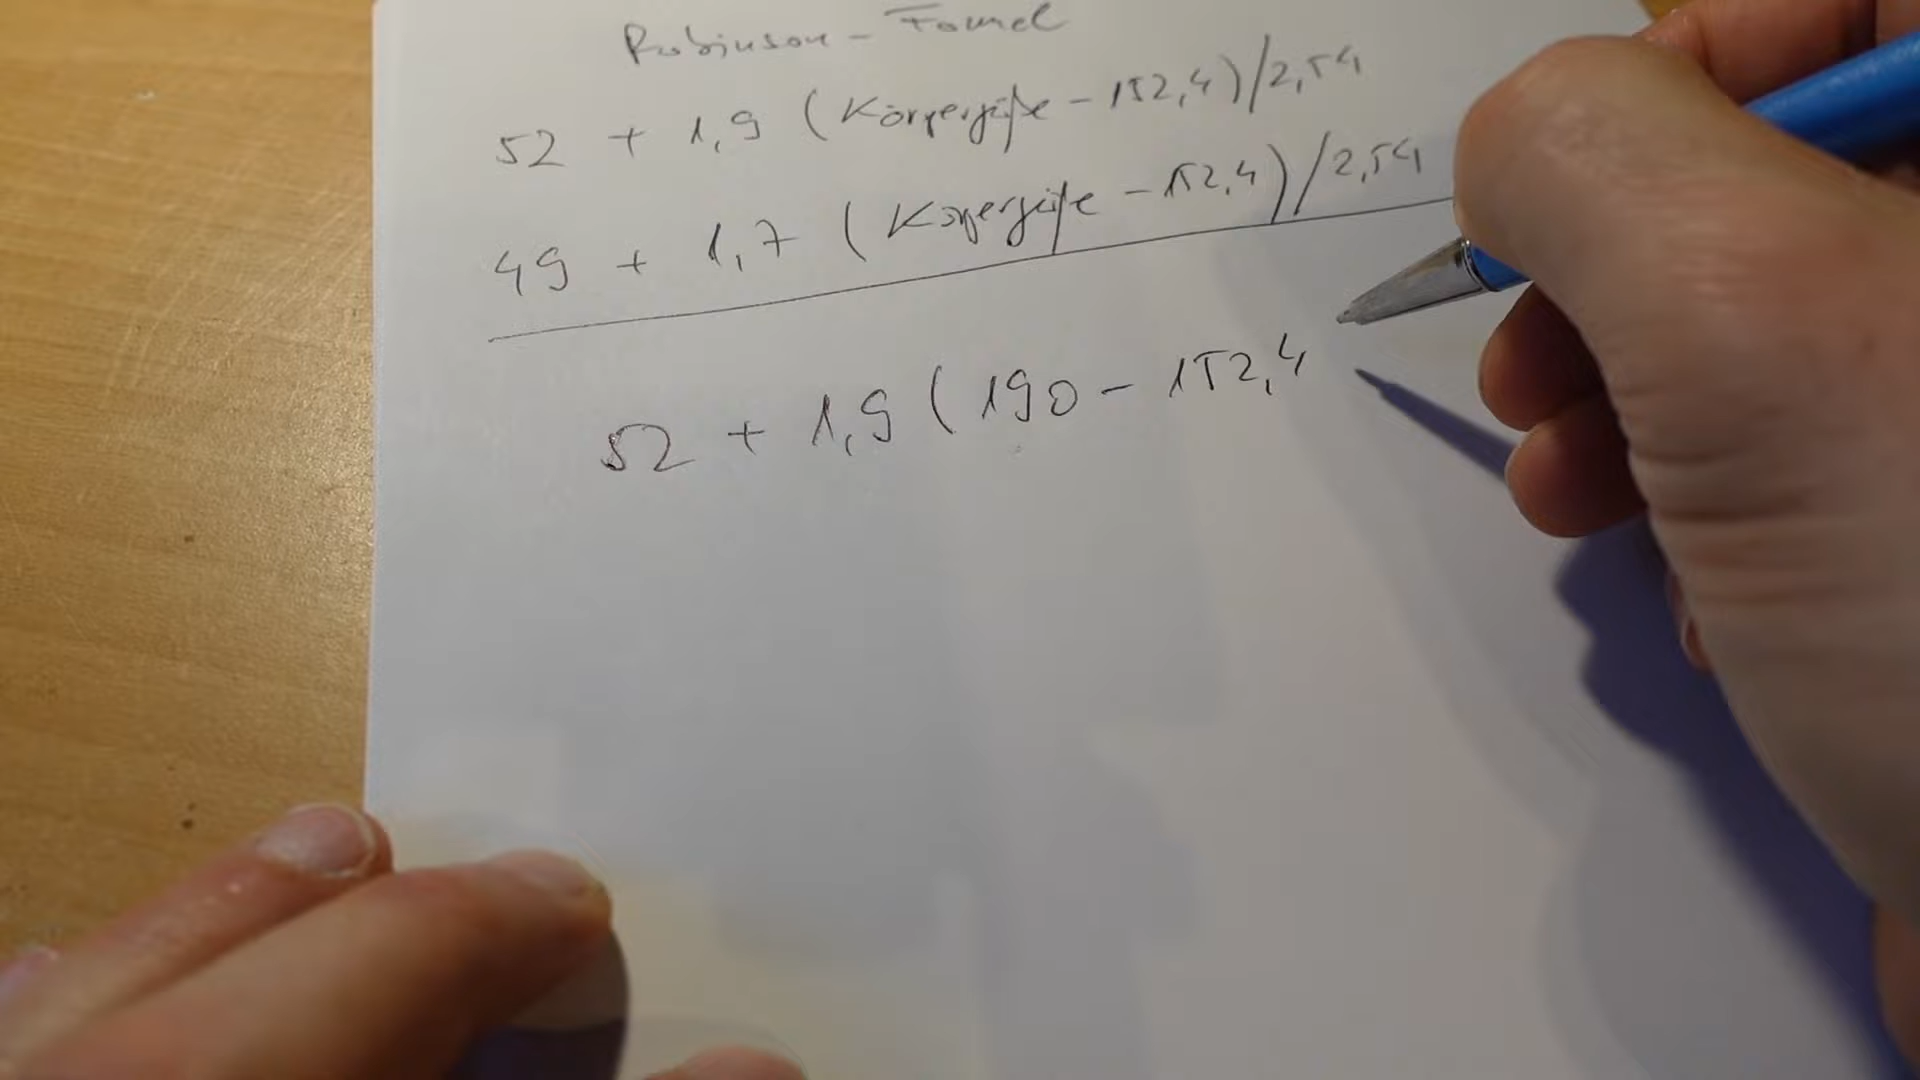 Robinson - Formel
52 + 1,9 (Körpergröße - 152,4)/2,54
49 + 1,7 (Körpergröße - 152,4)/2,54
52 + 1,9 (190 - 152,4